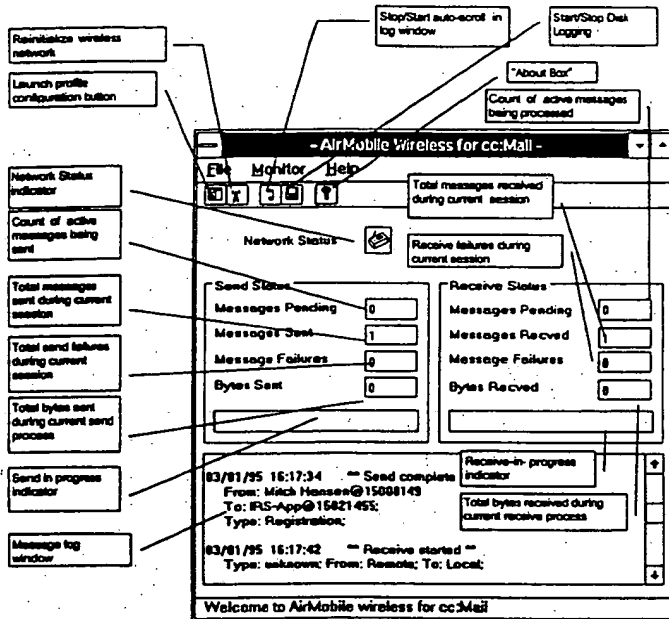 Stop/Start auto-scroll in
log window
Start/Stop Disk
Logging
Reinitialize wireless
network
"About Box"
Launch profile
configuration button
Count of active messages
being processed
- AirMobile Wireless for cc:Mail -
File Monitor Help
Network Status
indicator
Total messages received
during current session
Count of active
messages being
sent
Network Status
Receive failures during
current session
Total messages
sent during current
session
Send Status
Receive Status
Messages Pending 0
Messages Pending 0
Messages Sent 1
Messages Recved
Total send failures
during current
session
Message Failures 0
Message Failures 0
Bytes Sent 0
Bytes Recved 0
Total bytes sent
during current send
process
Send in progress
indicator
Receive-in- progress
indicator
Total bytes received during
current receive process
Message log
window
03/01/95 16:17:34 ** Send complete
From: Mitch Hansen@15008149
To: IRS-App@15021455;
Type: Registration;
03/01/95 16:17:42 ** Receive started **
Type: unknown; From: Remote; To: Local;
Welcome to AirMobile wireless for cc:Mail